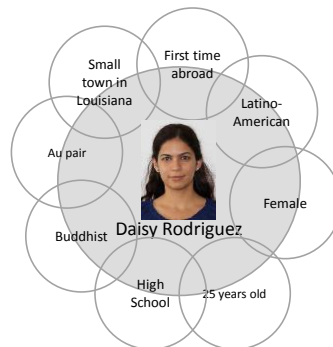 First time
abroad
Small
town in
Louisiana
Latino-
American
Au pair
Female
Buddhist
Daisy Rodriguez
High
School
25 years old